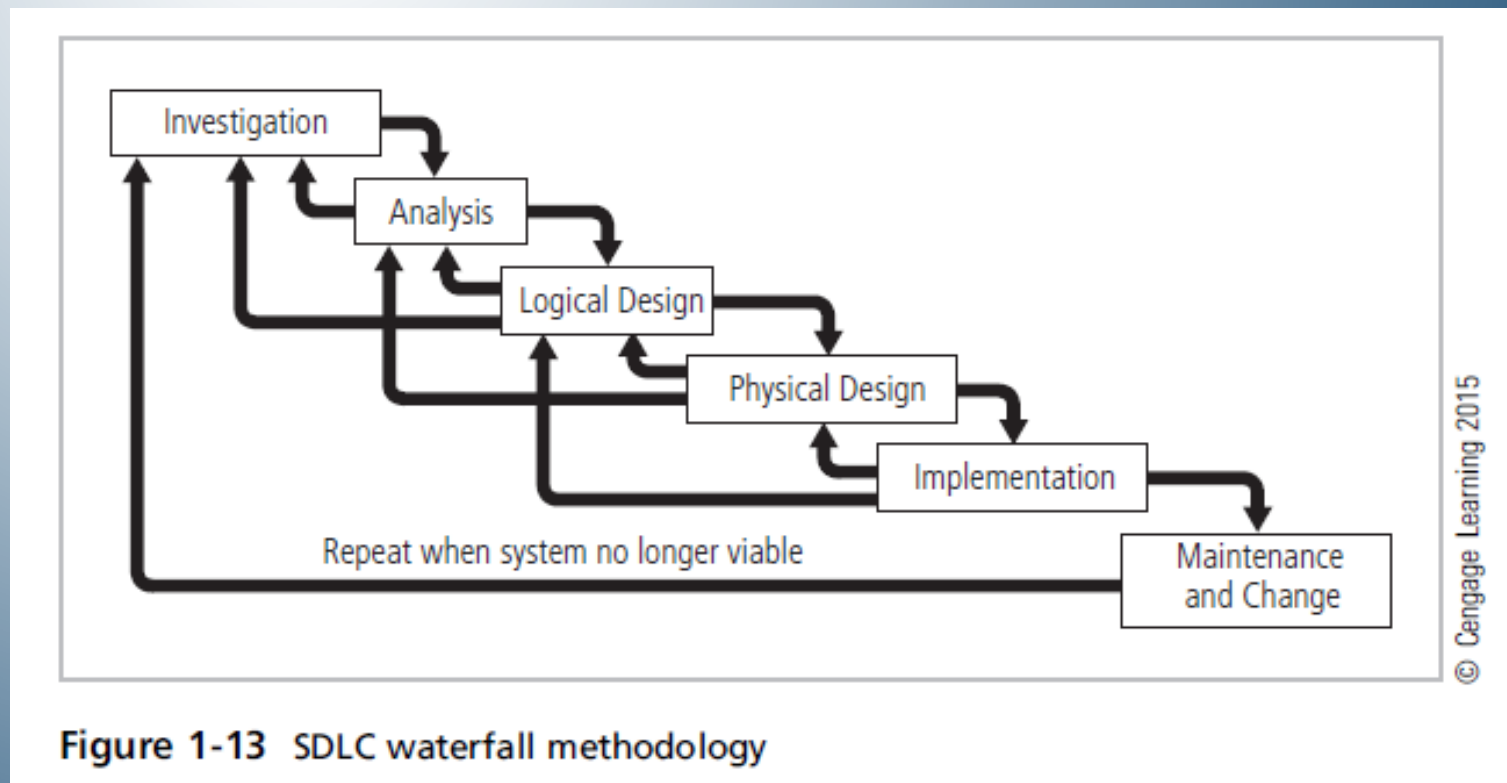 Investigation
Analysis
Logical Design
Physical Design
Implementation
Repeat when system no longer viable
Maintenance
and Change
© Cengage Learning 2015
Figure 1-13 SDLC waterfall methodology